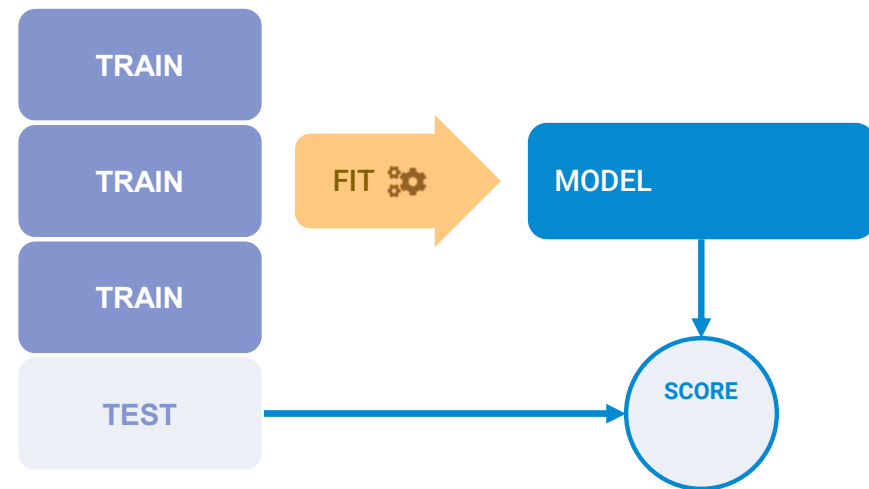 TRAIN
TRAIN
FIT
MODEL
TRAIN
SCORE
TEST